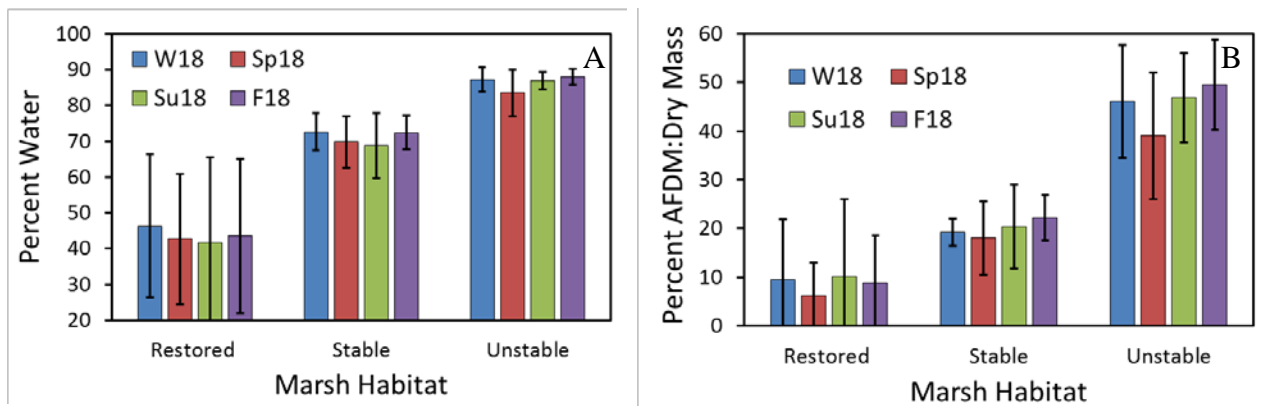 A
Percent Water
100
90
80
70
60
50
40
30
20
W18 Sp18
Su18 F18
Restored Stable Unstable
Marsh Habitat
B
Percent AFDM:Dry Mass
60
50
40
30
20
10
0
W18 Sp18
Su18 F18
Restored Stable Unstable
Marsh Habitat